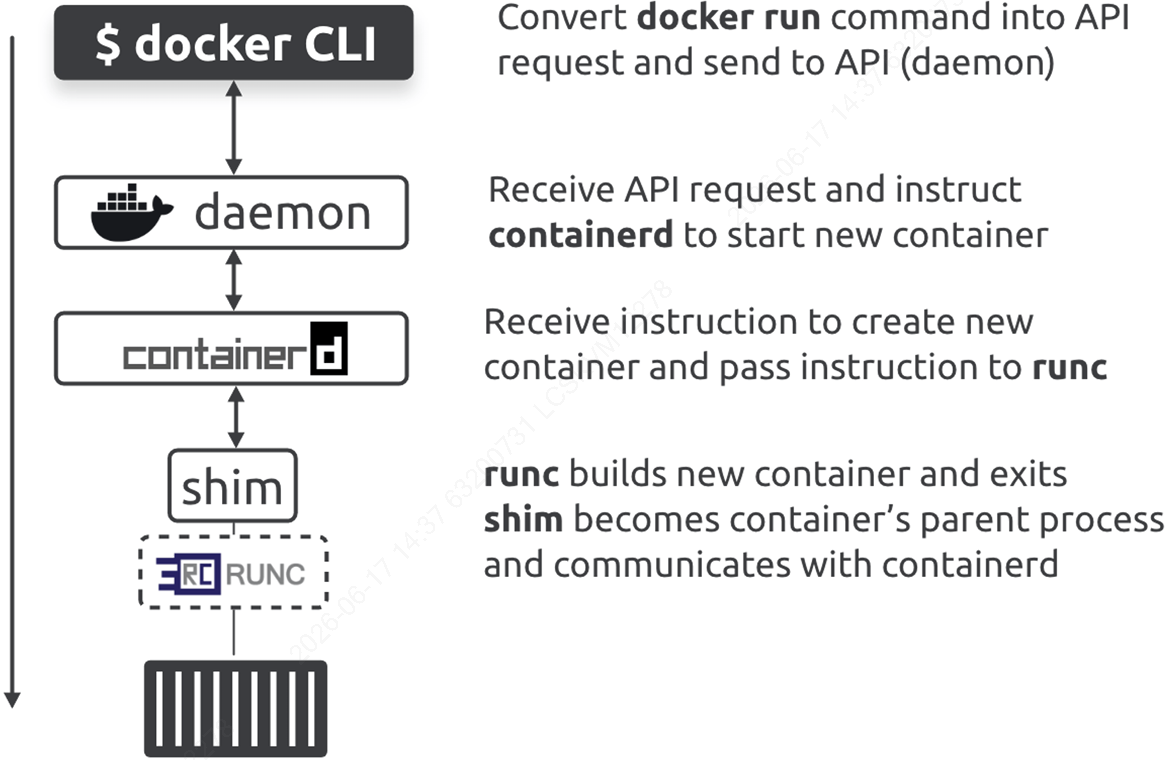 $ docker CLI
Convert docker run command into API
request and send to API (daemon)
daemon
Receive API request and instruct
containerd to start new container
containerd
Receive instruction to create new
container and pass instruction to runc
shim
runc builds new container and exits
shim becomes container's parent process
and communicates with containerd
RC RUNC